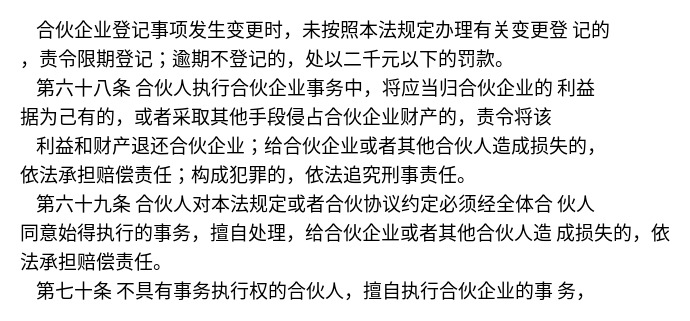 合伙企业登记事项发生变更时，未按照本法规定办理有关变更登 记的
，责令限期登记；逾期不登记的，处以二千元以下的罚款。
第六十八条 合伙人执行合伙企业事务中，将应当归合伙企业的 利益
据为己有的，或者采取其他手段侵占合伙企业财产的，责令将该
利益和财产退还合伙企业；给合伙企业或者其他合伙人造成损失的，
依法承担赔偿责任；构成犯罪的，依法追究刑事责任。
第六十九条 合伙人对本法规定或者合伙协议约定必须经全体合 伙人
同意始得执行的事务，擅自处理，给合伙企业或者其他合伙人造 成损失的，依
法承担赔偿责任。
第七十条 不具有事务执行权的合伙人，擅自执行合伙企业的事 务，